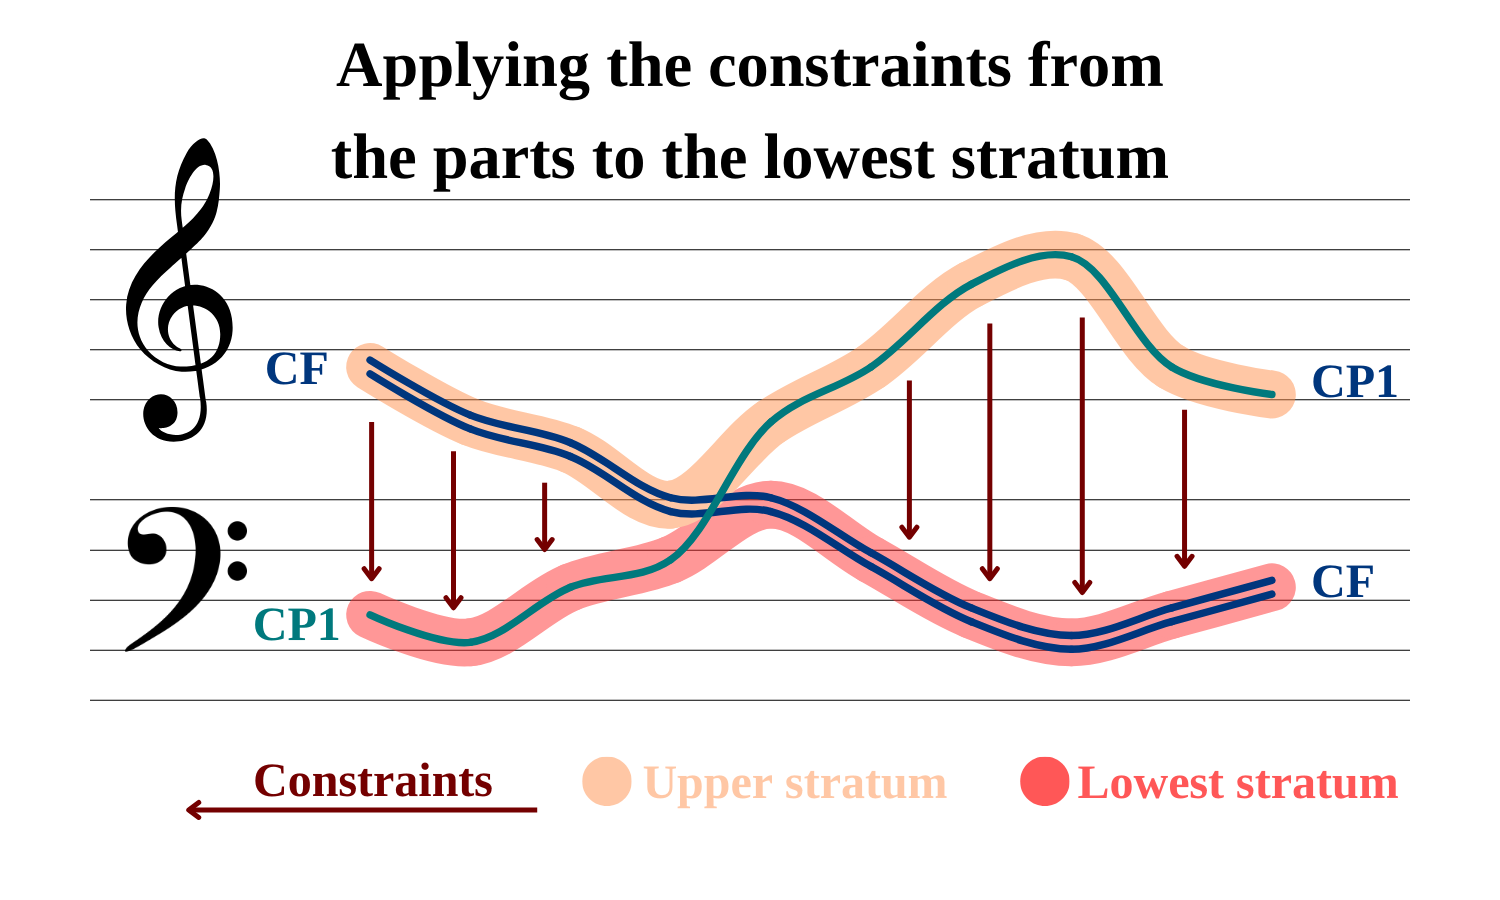 Applying the constraints from
the parts to the lowest stratum
CF
CP1
CP1
CF
Constraints
Upper stratum
Lowest stratum